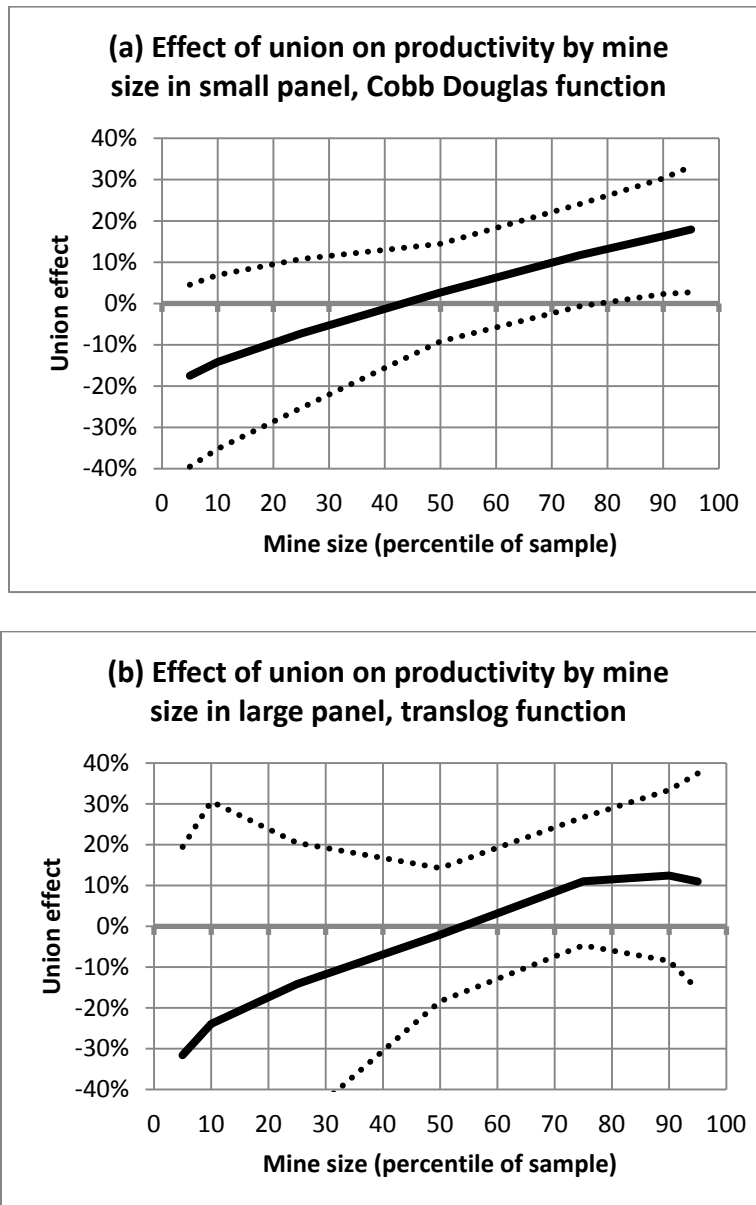 (a) Effect of union on productivity by mine
size in small panel, Cobb Douglas function
40%
30%
20%
10%
0%
-10%
-20%
-30%
-40%
Union effect
0 10 20 30 40 50 60 70 80 90 100
Mine size (percentile of sample)
(b) Effect of union on productivity by mine
size in large panel, translog function
40%
30%
20%
10%
0%
-10%
-20%
-30%
-40%
Union effect
0 10 20 30 40 50 60 70 80 90 100
Mine size (percentile of sample)